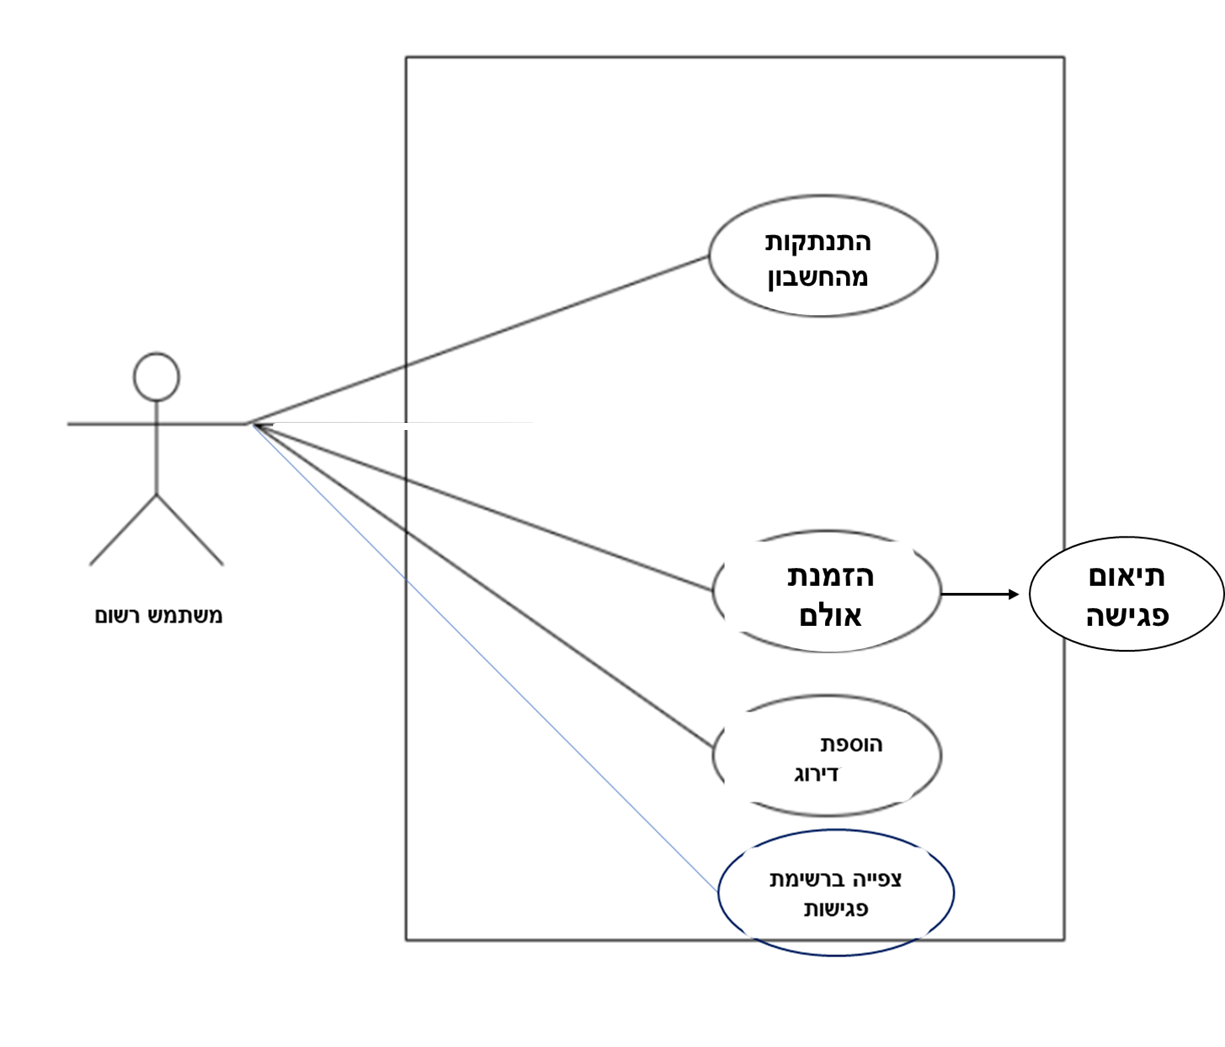 התנתקות
מהחשבון
משתמש רשום
הזמנת
אולם
תיאום
פגישה
הוספת
דירוג
צפייה ברשימת
פגישות